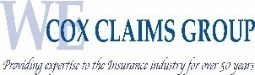 WE
COX CLAIMS GROUP
Providing expertise to the Insurance industry for over 50 years